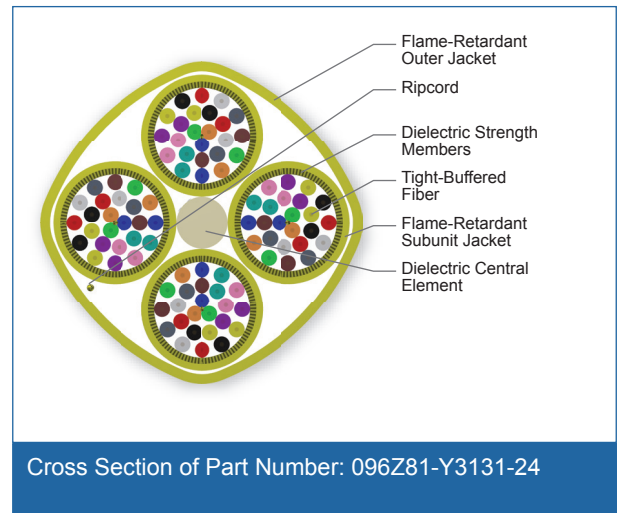 Flame-Retardant
Outer Jacket
Ripcord
Dielectric Strength
Members
Tight-Buffered
Fiber
Flame-Retardant
Subunit Jacket
Dielectric Central
Element
Cross Section of Part Number: 096Z81-Y3131-24